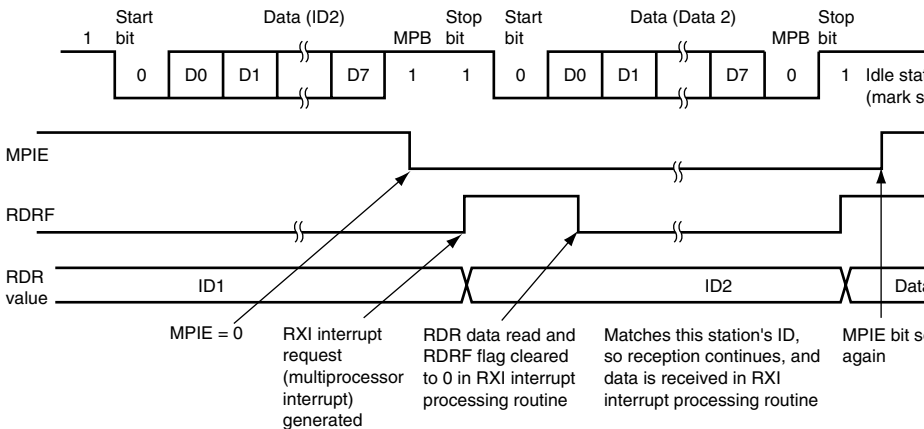 Start bit
Data (ID2)
MPB
Stop bit
Start bit
Data (Data 2)
MPB
Stop bit
1
0
D0
D1
D7
1
1
0
D0
D1
D7
0
1
Idle
(mark
MPIE
RDRF
RDR value
ID1
ID2
MPIE = 0
RXI interrupt
request
(multiprocessor
interrupt)
generated
RDR data read and
RDRF flag cleared
to 0 in RXI interrupt
processing routine
Matches this station's ID,
so reception continues, and
data is received in RXI
interrupt processing routine
MPIE bit
again